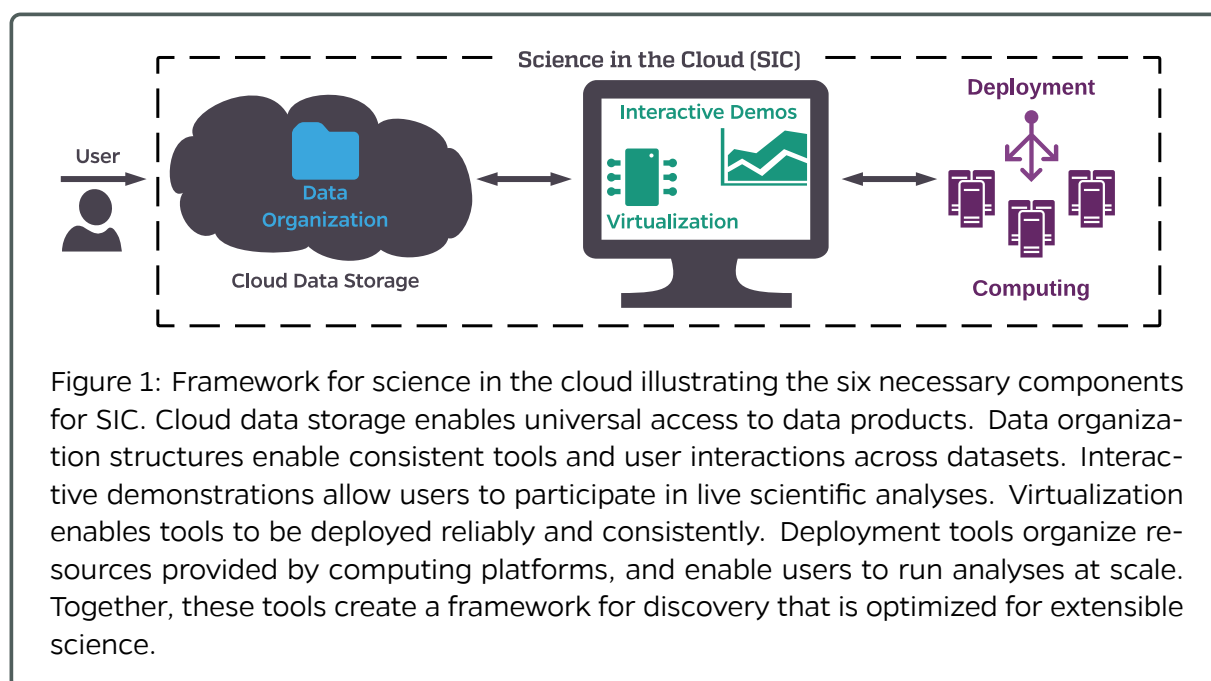 Science in the Cloud (SIC)
User
Data
Organization
Cloud Data Storage
Interactive Demos
Virtualization
Deployment
Computing
Figure 1: Framework for science in the cloud illustrating the six necessary components
for SIC. Cloud data storage enables universal access to data products. Data organiza-
tion structures enable consistent tools and user interactions across datasets. Interac-
tive demonstrations allow users to participate in live scientific analyses. Virtualization
enables tools to be deployed reliably and consistently. Deployment tools organize re-
sources provided by computing platforms, and enable users to run analyses at scale.
Together, these tools create a framework for discovery that is optimized for extensible
science.